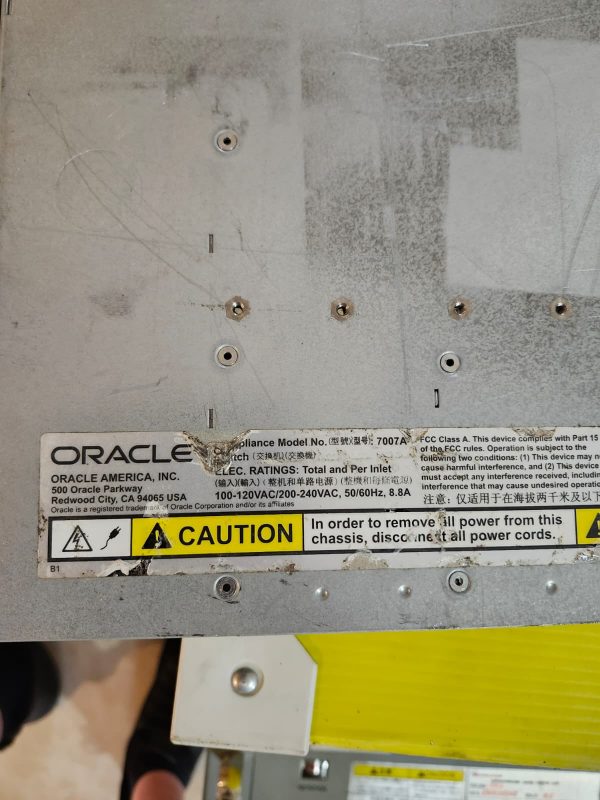 ORACLE
ORACLE AMERICA, INC.
500 Oracle Parkway
Redwood City, CA 94065 USA
Oracle is a registered trademark of Oracle Corporation and/or its affiliates
Model No. (型號)(型号): 7007A
(交换机)(交換機)
ELEC. RATINGS: Total and Per Inlet
(输入)(輸入) (整机和单路电源) (整機和每條電源)
100-120VAC/200-240VAC, 50/60Hz, 8.8A
FCC Class A. This device complies with Part 15
of the FCC rules. Operation is subject to the
following two conditions: (1) This device may
cause harmful interference, and (2) This device
must accept any interference received, including
interference that may cause undesired
注意: 仅适用于在海拔两千米及以下
CAUTION
In order to remove all power from this
chassis, disconnect all power cords.
B1